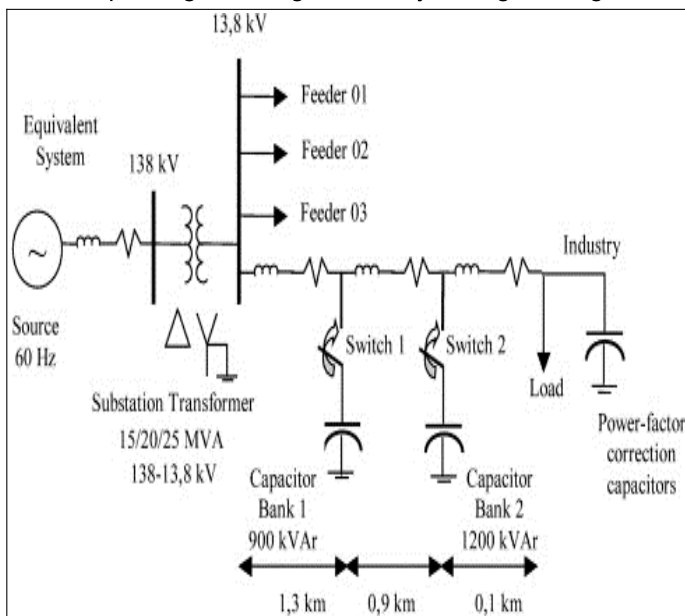 13,8 kV
Feeder 01
Equivalent
System
138 kV
Feeder 02
Feeder 03
Industry
~
Source
60 Hz
Switch 1
Switch 2
Load
Substation Transformer
15/20/25 MVA
138-13,8 kV
Power-factor
correction
capacitors
Capacitor
Bank 1
900 kVAr
Capacitor
Bank 2
1200 kVAr
1,3 km
0,9 km
0,1 km